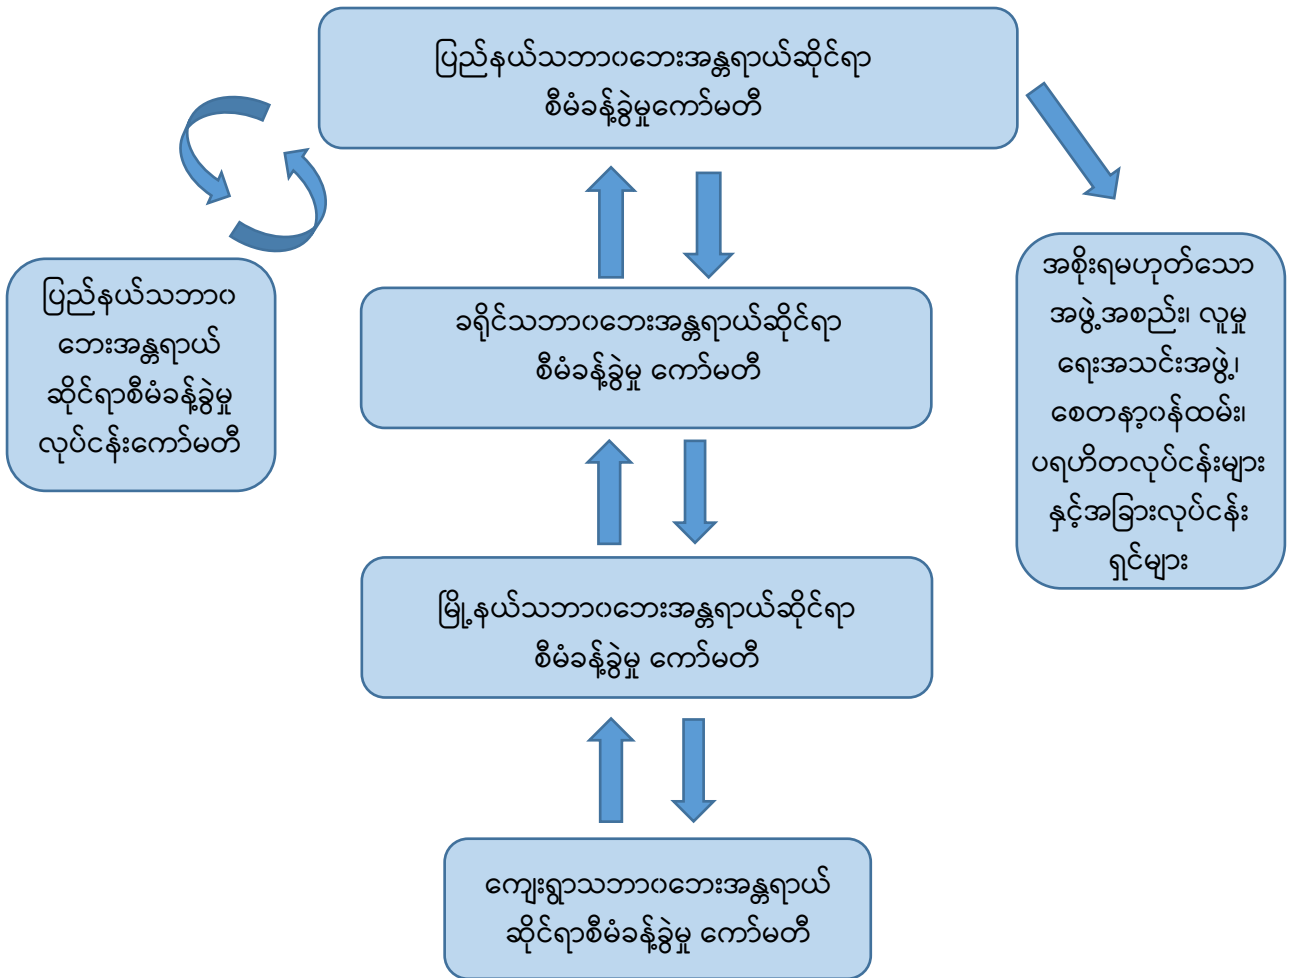 ပြည်နယ်သဘာဝဘေးအန္တရာယ်ဆိုင်ရာ
စီမံခန့်ခွဲမှုကော်မတီ
ပြည်နယ်သဘာဝ
ဘေးအန္တရာယ်
ဆိုင်ရာစီမံခန့်ခွဲမှု
လုပ်ငန်းကော်မတီ
ခရိုင်သဘာဝဘေးအန္တရာယ်ဆိုင်ရာ
စီမံခန့်ခွဲမှု ကော်မတီ
အစိုးရမဟုတ်သော
အဖွဲ့အစည်း၊ လူမှု
ရေးအသင်းအဖွဲ့၊
စေတနာ့ဝန်ထမ်း၊
ပရဟိတလုပ်ငန်းများ
နှင့်အခြားလုပ်ငန်း
ရှင်များ
မြို့နယ်သဘာဝဘေးအန္တရာယ်ဆိုင်ရာ
စီမံခန့်ခွဲမှု ကော်မတီ
ကျေးရွာသဘာဝဘေးအန္တရာယ်
ဆိုင်ရာစီမံခန့်ခွဲမှု ကော်မတီ